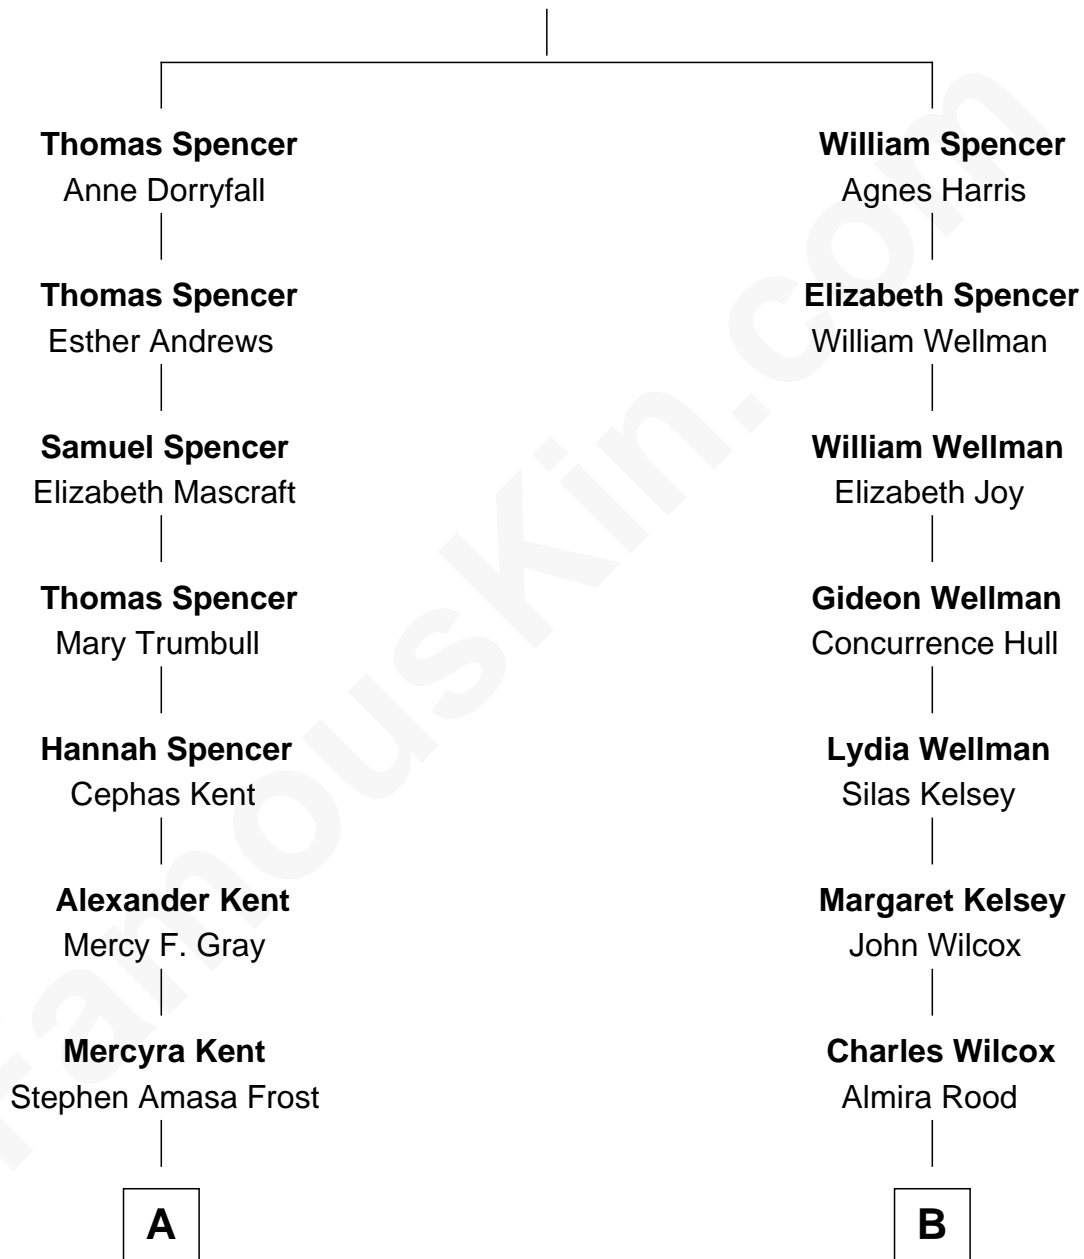 Thomas Spencer
Anne Dorryfall
Thomas Spencer
Esther Andrews
Samuel Spencer
Elizabeth Mascraft
Thomas Spencer
Mary Trumbull
Hannah Spencer
Cephas Kent
Alexander Kent
Mercy F. Gray
Mercyra Kent
Stephen Amasa Frost
A
William Spencer
Agnes Harris
Elizabeth Spencer
William Wellman
William Wellman
Elizabeth Joy
Gideon Wellman
Concurrence Hull
Lydia Wellman
Silas Kelsey
Margaret Kelsey
John Wilcox
Charles Wilcox
Almira Rood
B
FamousKin.com